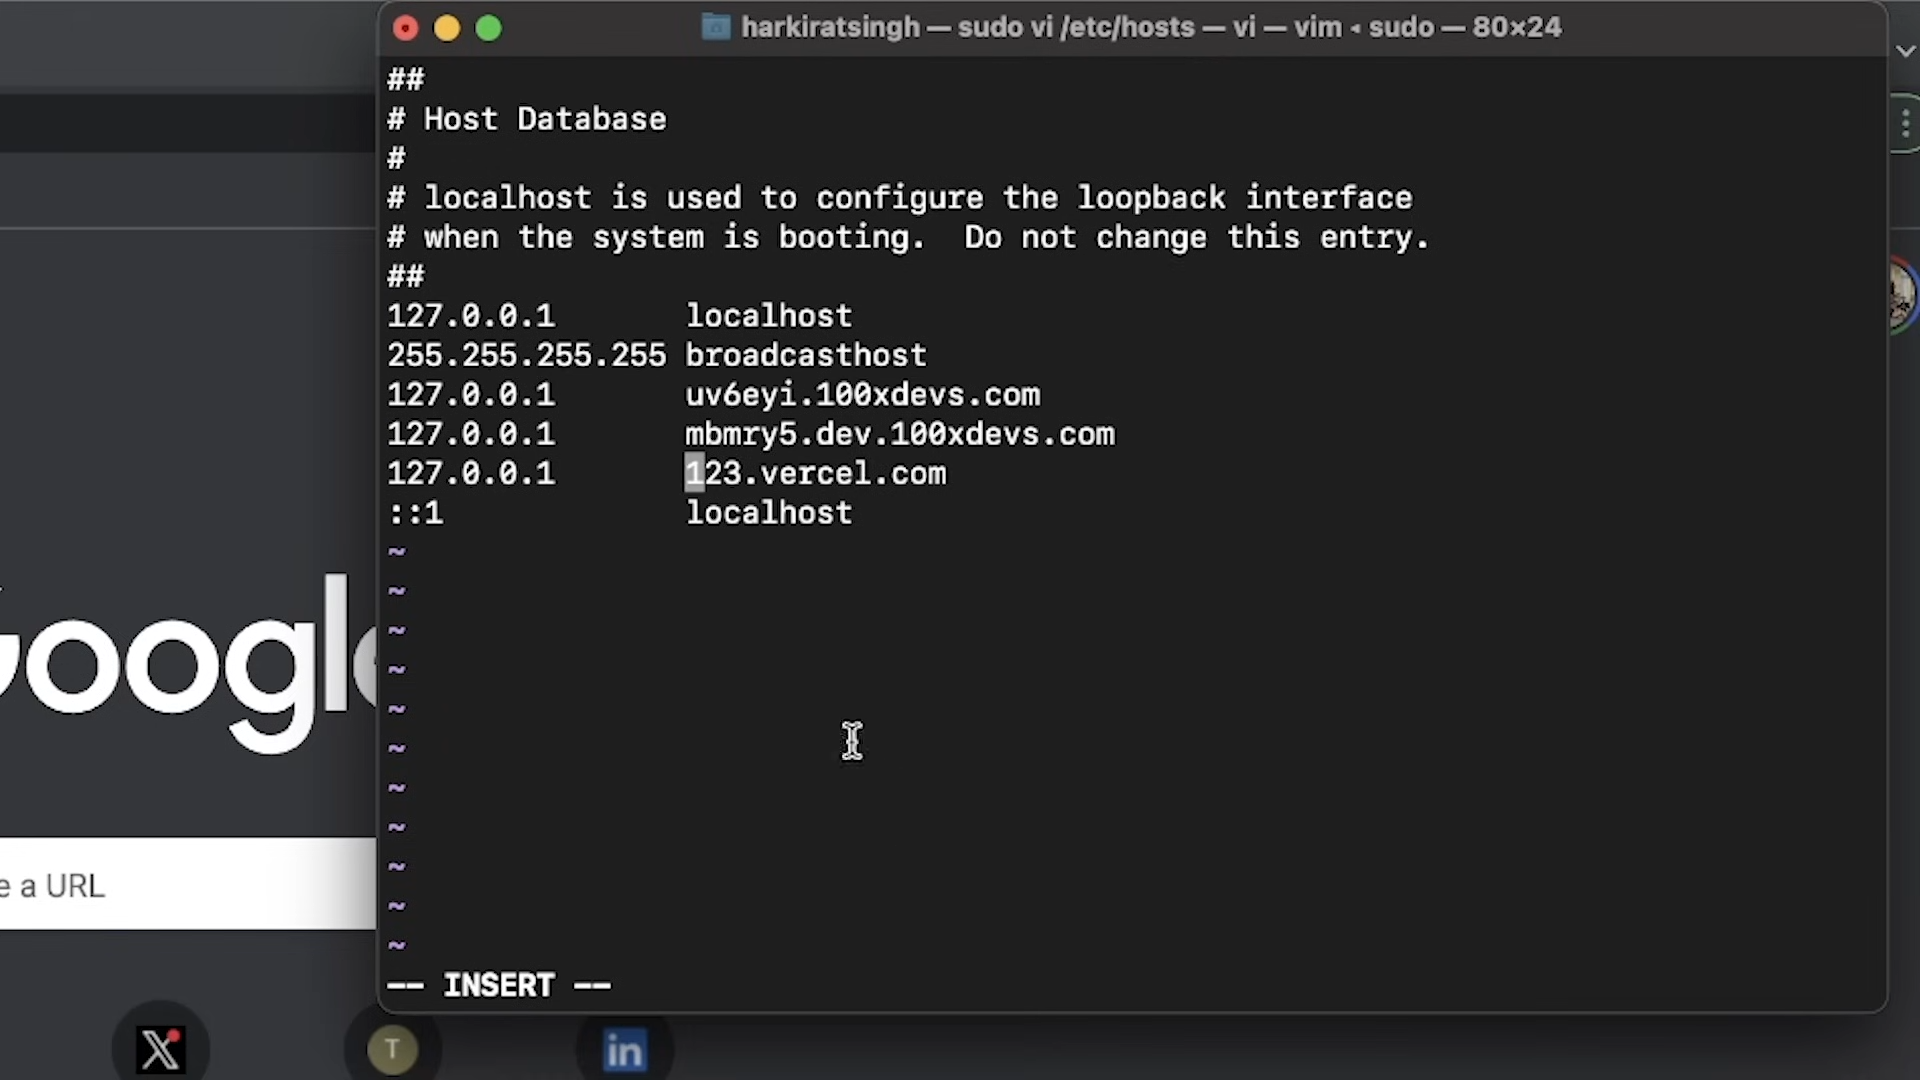 harkiratsingh — sudo vi /etc/hosts — vi — vim ◂ sudo — 80×24
##
# Host Database
#
# localhost is used to configure the loopback interface
# when the system is booting.  Do not change this entry.
##
127.0.0.1       localhost
255.255.255.255 broadcasthost
127.0.0.1       uv6eyi.100xdevs.com
127.0.0.1       mbmry5.dev.100xdevs.com
127.0.0.1       123.vercel.com
::1             localhost
~
~
~
~
~
~
~
~
~
~
~
-- INSERT --
Google
e a URL
X
T
in